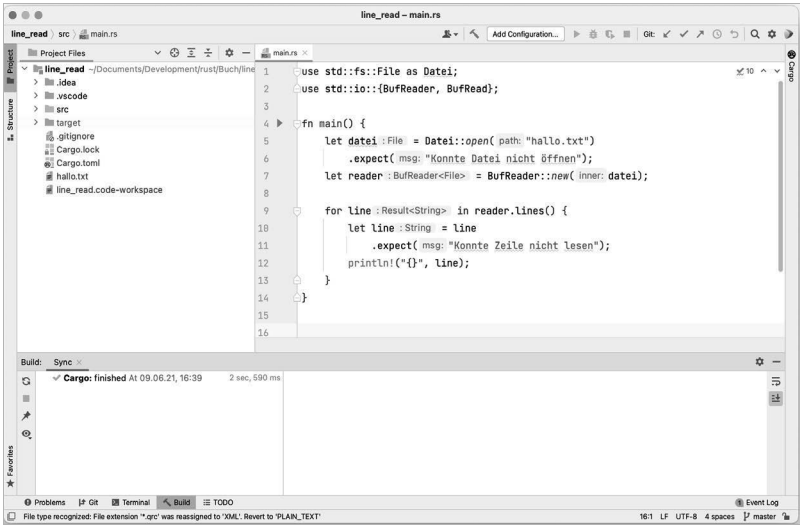 line_read – main.rs
line_read 〉 src 〉 main.rs
Add Configuration...
Git:
Project
Structure
Favorites
Cargo
Project Files
line_read ~/Documents/Development/rust/Buch/line
.idea
.vscode
src
target
.gitignore
Cargo.lock
Cargo.toml
hallo.txt
line_read.code-workspace
main.rs ×
10
1 use std::fs::File as Datei;
2 use std::io::{BufReader, BufRead};
3
4 fn main() {
5 let datei : File = Datei::open( path: "hallo.txt")
6 .expect( msg: "Konnte Datei nicht öffnen");
7 let reader : BufReader<File> = BufReader::new( inner: datei);
8
9 for line : Result<String> in reader.lines() {
10 let line : String = line
11 .expect( msg: "Konnte Zeile nicht lesen");
12 println!("{}", line);
13 }
14 }
15
16
Build: Sync ×
Cargo: finished At 09.06.21, 16:39 2 sec, 590 ms
Problems Git Terminal Build TODO 1 Event Log
File type recognized: File extension '*.qrc' was reassigned to 'XML'. Revert to 'PLAIN_TEXT' 16:1 LF UTF-8 4 spaces master